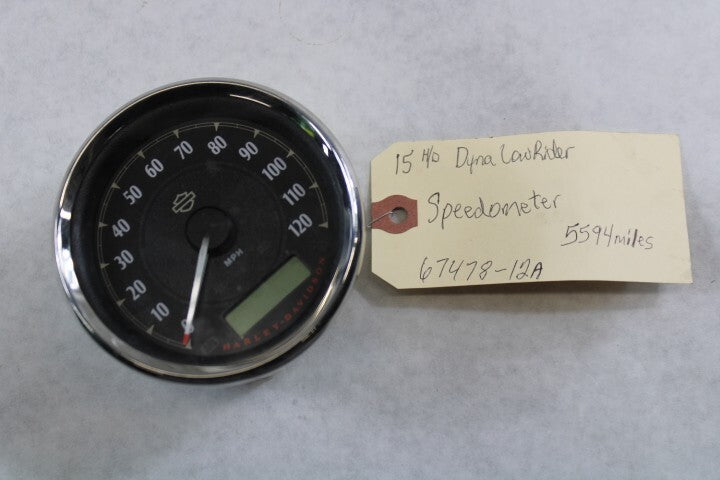 10
20
30
40
50
60
70
80
90
100
110
120
MPH
HARLEY-DAVIDSON
15 H/D Dyna LowRider
Speedometer
5594 miles
67478-12A